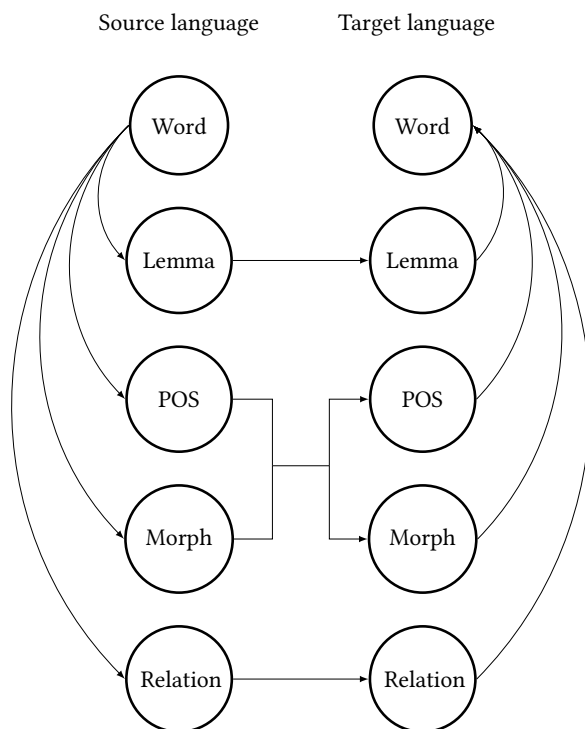 Source language Target language
Word Word
Lemma Lemma
POS POS
Morph Morph
Relation Relation